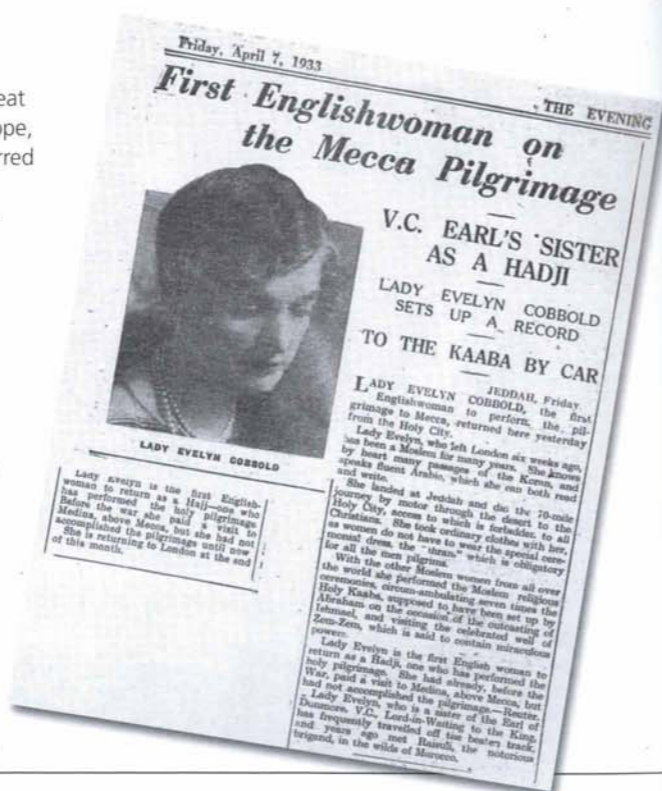 eat
ope,
rred
Friday, April 7, 1933
THE EVENING
First Englishwoman on
the Mecca Pilgrimage
V.C. EARL'S SISTER
AS A HADJI
LADY EVELYN COBBOLD
SETS UP A RECORD
TO THE KAABA BY CAR
JEDDAH, Friday.
LADY EVELYN COBBOLD, the first
Englishwoman to perform the pil-
grimage to Mecca, returned here yesterday
from the Holy City.
Lady Evelyn, who left London six weeks ago,
has been a Moslem for many years. She knows
by heart many passages of the Koran, and
speaks fluent Arabic, which she can both read
and write.
She landed at Jeddah and did the 70-mile
journey by motor through the desert to the
Holy City, access to which is forbidden to all
Christians. She took ordinary clothes with her,
as women do not have to wear the special cere-
monial dress, the which is obligatory
for all the men pilgrims.
With the other Moslem women from all over
the world she performed the Moslem religious
ceremonies, circum-ambulating seven times the
Holy Kaaba, supposed to have been set up by
Abraham on the occasion of the outcasting of
Ishmael, and visiting the celebrated well of
Zem-Zem, which is said to contain miraculous
powers.
Lady Evelyn is the first English woman to
return as a Hadji, one who has performed the
holy pilgrimage. She had already, before the
War, paid a visit to Medina, above Mecca, but
had not accomplished the pilgrimage.—Reuter.
Lady Evelyn, who is a sister of the Earl of
Dunmore, V.C., Lord-in-Waiting to the King,
has frequently travelled off the beaten track,
and years ago met Raisuli, the notorious
brigand, in the wilds of Morocco.
LADY EVELYN COBBOLD
Lady Evelyn is the first English-
woman to return as a Hajj—one who
has performed the holy pilgrimage.
Before the war she paid a visit to
Medina, above Mecca, but she had not
accomplished the pilgrimage until now
She is returning to London at the end
of this month.